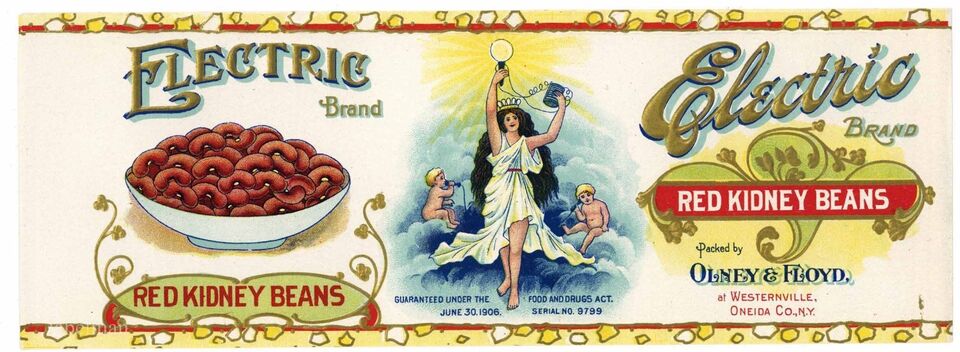 ELECTRIC
Brand
RED KIDNEY BEANS
GUARANTEED UNDER THE FOOD AND DRUGS ACT.
JUNE 30, 1906. SERIAL NO. 9799
Electric
BRAND
RED KIDNEY BEANS
Packed by
OLNEY & FLOYD.
at WESTERNVILLE,
ONEIDA CO., N.Y.